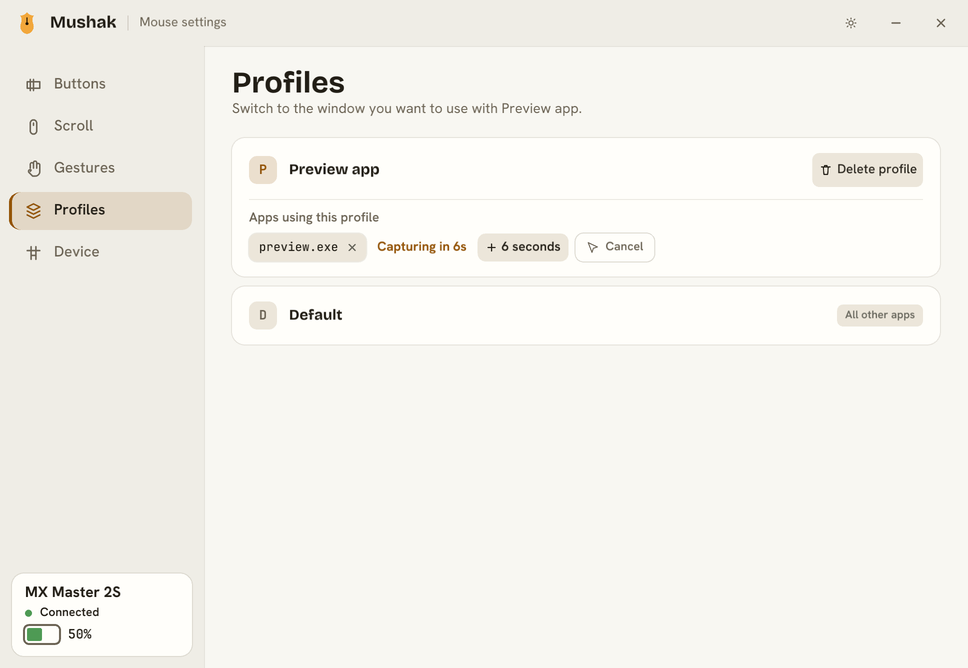 Mushak
Mouse settings
Buttons
Scroll
Gestures
Profiles
Device
MX Master 2S
Connected
50%
Profiles
Switch to the window you want to use with Preview app.
P Preview app Delete profile
Apps using this profile
preview.exe × Capturing in 6s + 6 seconds Cancel
D Default All other apps